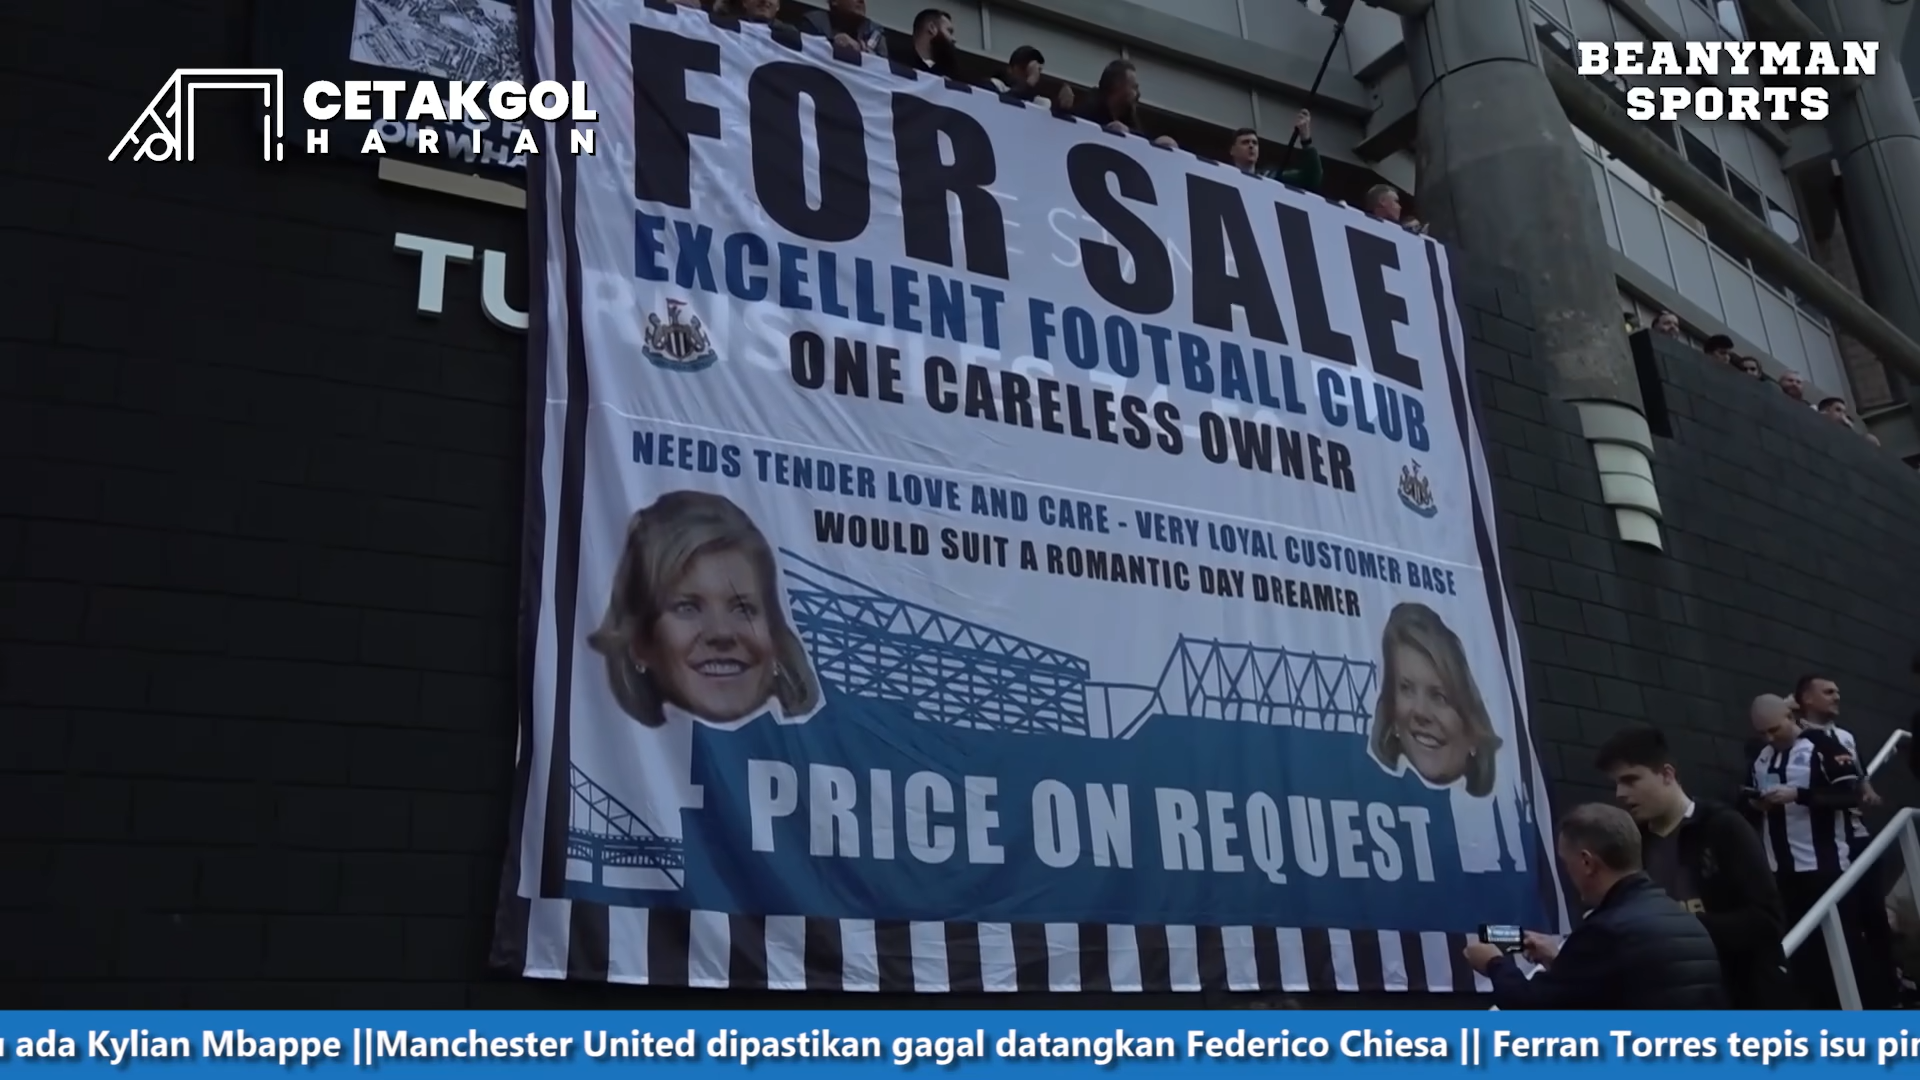 CETAKGOL
HARIAN
BEANYMAN
SPORTS
TU
FOR SALE
EXCELLENT FOOTBALL CLUB
ONE CARELESS OWNER
NEEDS TENDER LOVE AND CARE - VERY LOYAL CUSTOMER BASE
WOULD SUIT A ROMANTIC DAY DREAMER
PRICE ON REQUEST
ada Kylian Mbappe ||Manchester United dipastikan gagal datangkan Federico Chiesa || Ferran Torres tepis isu pin